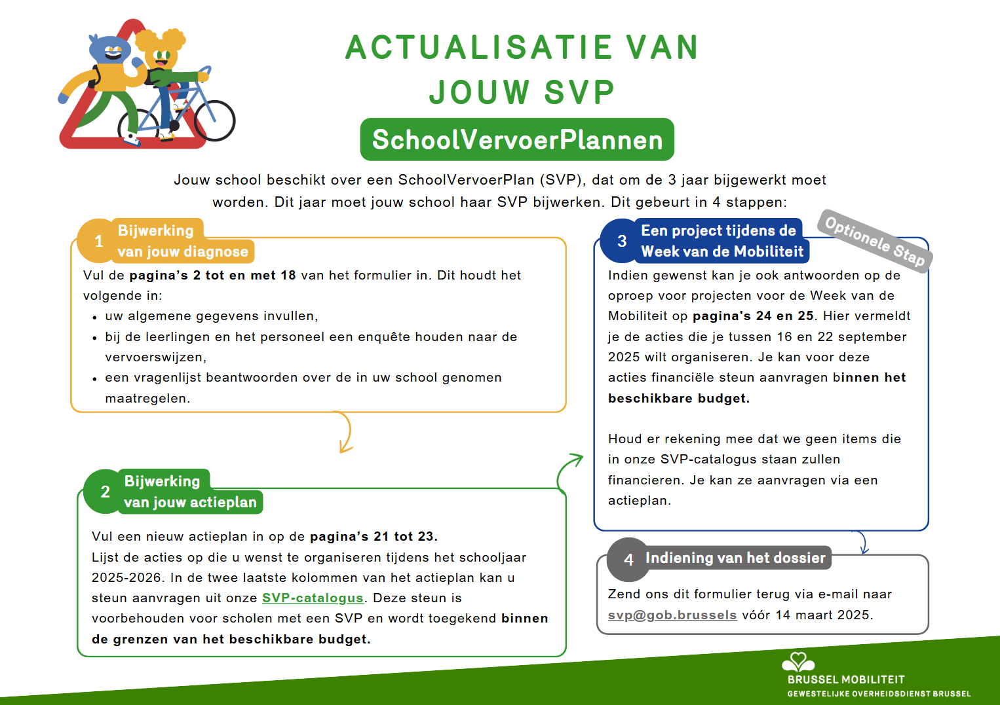 ACTUALISATIE VAN
JOUW SVP
SchoolVervoerPlannen
Jouw school beschikt over een SchoolVervoerPlan (SVP), dat om de 3 jaar bijgewerkt moet
worden. Dit jaar moet jouw school haar SVP bijwerken. Dit gebeurt in 4 stappen:
1
Bijwerking
van jouw diagnose
Vul de pagina’s 2 tot en met 18 van het formulier in. Dit houdt het
volgende in:
• uw algemene gegevens invullen,
• bij de leerlingen en het personeel een enquête houden naar de
vervoerswijzen,
• een vragenlijst beantwoorden over de in uw school genomen
maatregelen.
2
Bijwerking
van jouw actieplan
Vul een nieuw actieplan in op de pagina’s 21 tot 23.
Lijst de acties op die u wenst te organiseren tijdens het schooljaar
2025-2026. In de twee laatste kolommen van het actieplan kan u
steun aanvragen uit onze SVP-catalogus. Deze steun is
voorbehouden voor scholen met een SVP en wordt toegekend binnen
de grenzen van het beschikbare budget.
3
Een project tijdens de
Week van de Mobiliteit
Optionele Stap
Indien gewenst kan je ook antwoorden op de
oproep voor projecten voor de Week van de
Mobiliteit op pagina's 24 en 25. Hier vermeldt
je de acties die je tussen 16 en 22 september
2025 wilt organiseren. Je kan voor deze
acties financiële steun aanvragen binnen het
beschikbare budget.
Houd er rekening mee dat we geen items die
in onze SVP-catalogus staan zullen
financieren. Je kan ze aanvragen via een
actieplan.
4
Indiening van het dossier
Zend ons dit formulier terug via e-mail naar
svp@gob.brussels vóór 14 maart 2025.
BRUSSEL MOBILITEIT
GEWESTELIJKE OVERHEIDSDIENST BRUSSEL